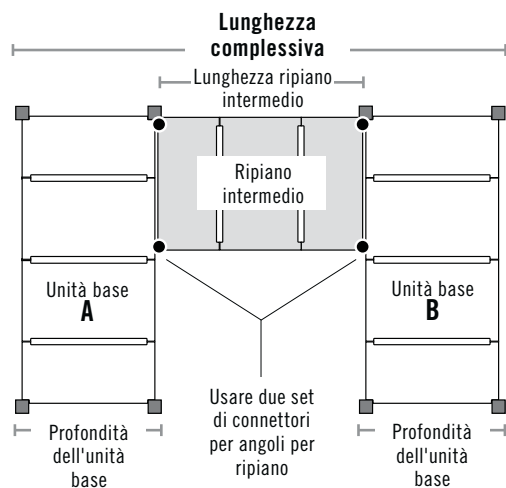 Lunghezza
complessiva
Lunghezza ripiano
intermedio
Ripiano
intermedio
Unità base
A
Unità base
B
Usare due set
di connettori
per angoli per
ripiano
Profondità
dell'unità
base
Profondità
dell'unità
base